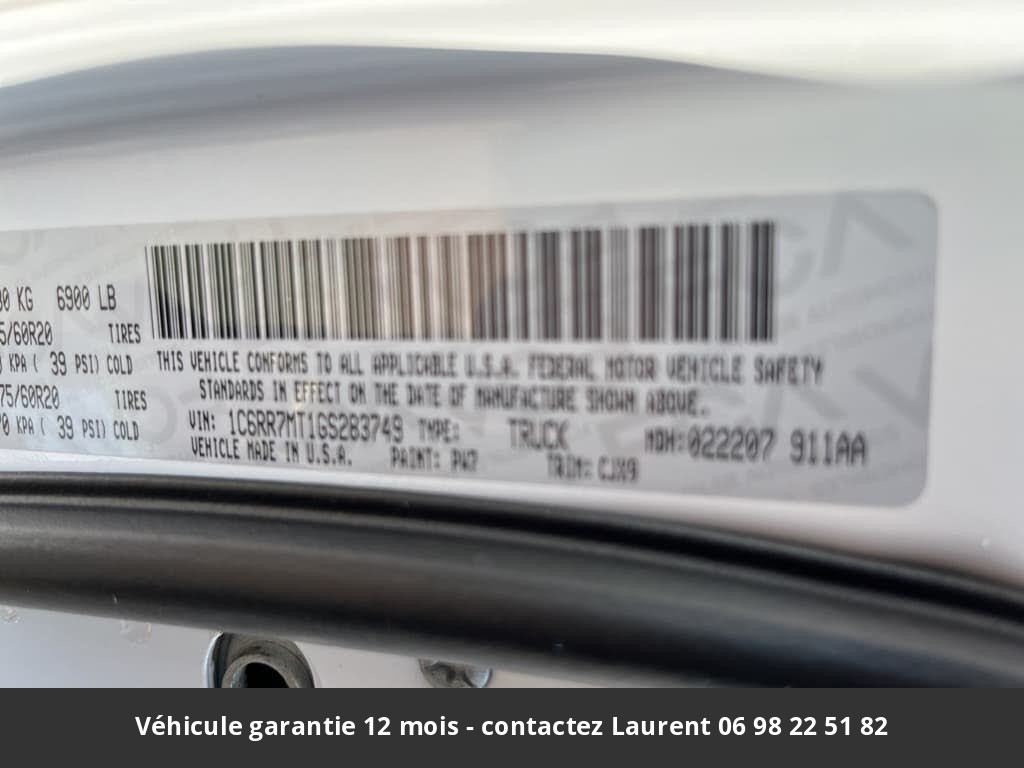 00 KG 6900 LB
5/60R20 TIRES
KPA ( 39 PSI) COLD
75/60R20 TIRES
70 KPA ( 39 PSI) COLD
THIS VEHICLE CONFORMS TO ALL APPLICABLE U.S.A. FEDERAL MOTOR VEHICLE SAFETY
STANDARDS IN EFFECT ON THE DATE OF MANUFACTURE SHOWN ABOVE.
VIN: 1C6RR7MT1GS283749 TYPE: TRUCK MDH:022207 911AA
VEHICLE MADE IN U.S.A. PAINT: PW7 TRIM: CJX9
Véhicule garantie 12 mois - contactez Laurent 06 98 22 51 82